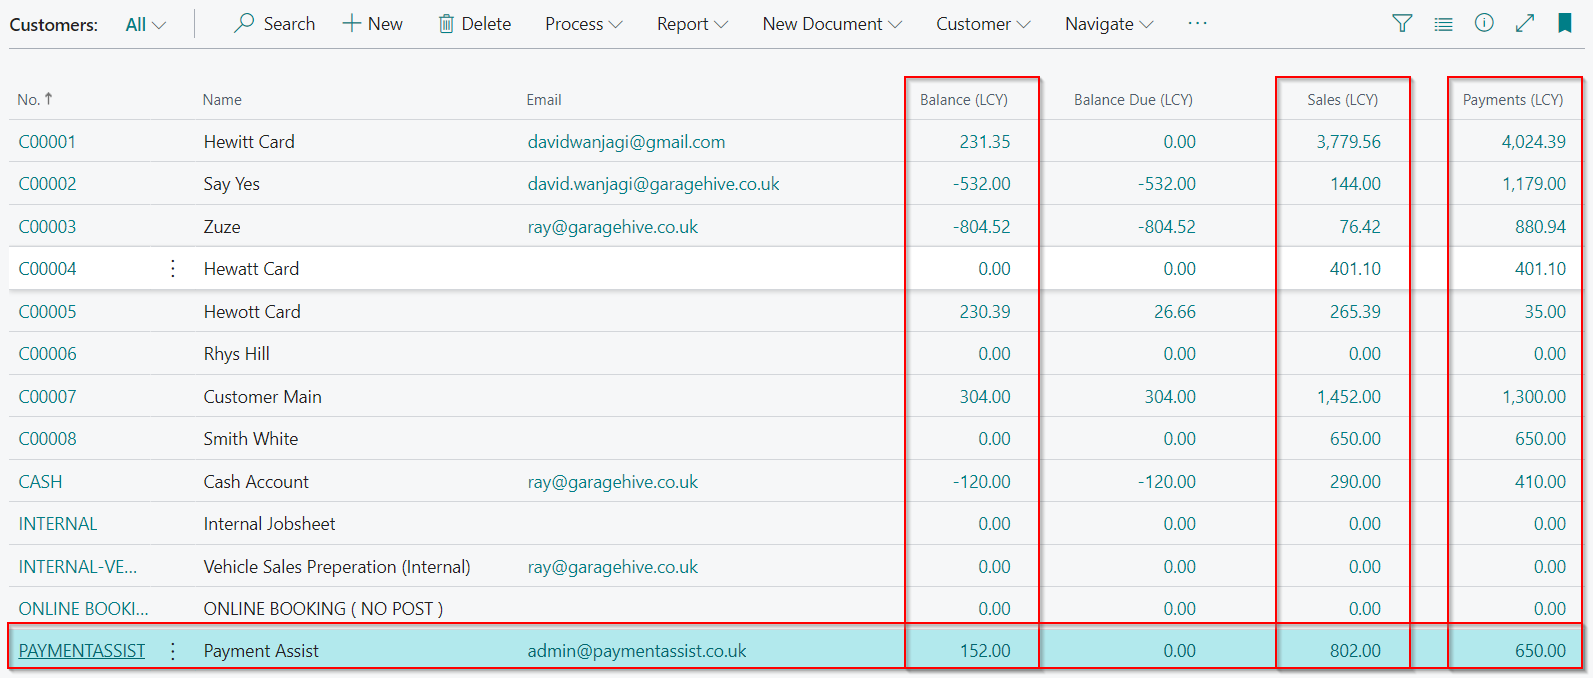 Customers: All Search New Delete Process Report New Document Customer Navigate ...
No. ↑ Name Email Balance (LCY) Balance Due (LCY) Sales (LCY) Payments (LCY)
C00001 Hewitt Card davidwanjagi@gmail.com 231.35 0.00 3,779.56 4,024.39
C00002 Say Yes david.wanjagi@garagehive.co.uk -532.00 -532.00 144.00 1,179.00
C00003 Zuze ray@garagehive.co.uk -804.52 -804.52 76.42 880.94
C00004 Hewatt Card 0.00 0.00 401.10 401.10
C00005 Hewott Card 230.39 26.66 265.39 35.00
C00006 Rhys Hill 0.00 0.00 0.00 0.00
C00007 Customer Main 304.00 304.00 1,452.00 1,300.00
C00008 Smith White 0.00 0.00 650.00 650.00
CASH Cash Account ray@garagehive.co.uk -120.00 -120.00 290.00 410.00
INTERNAL Internal Jobsheet 0.00 0.00 0.00 0.00
INTERNAL-VE... Vehicle Sales Preperation (Internal) ray@garagehive.co.uk 0.00 0.00 0.00 0.00
ONLINE BOOKI... ONLINE BOOKING ( NO POST ) 0.00 0.00 0.00 0.00
PAYMENTASSIST Payment Assist admin@paymentassist.co.uk 152.00 0.00 802.00 650.00